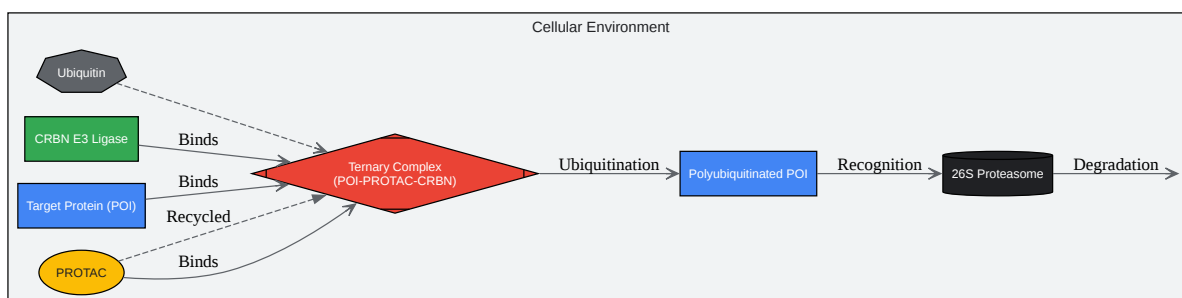 Cellular Environment
Ubiquitin
CRBN E3 Ligase
Binds
Target Protein (POI)
Binds
Recycled
PROTAC
Binds
Ternary Complex
(POI-PROTAC-CRBN)
Ubiquitination
Polyubiquitinated POI
Recognition
26S Proteasome
Degradation